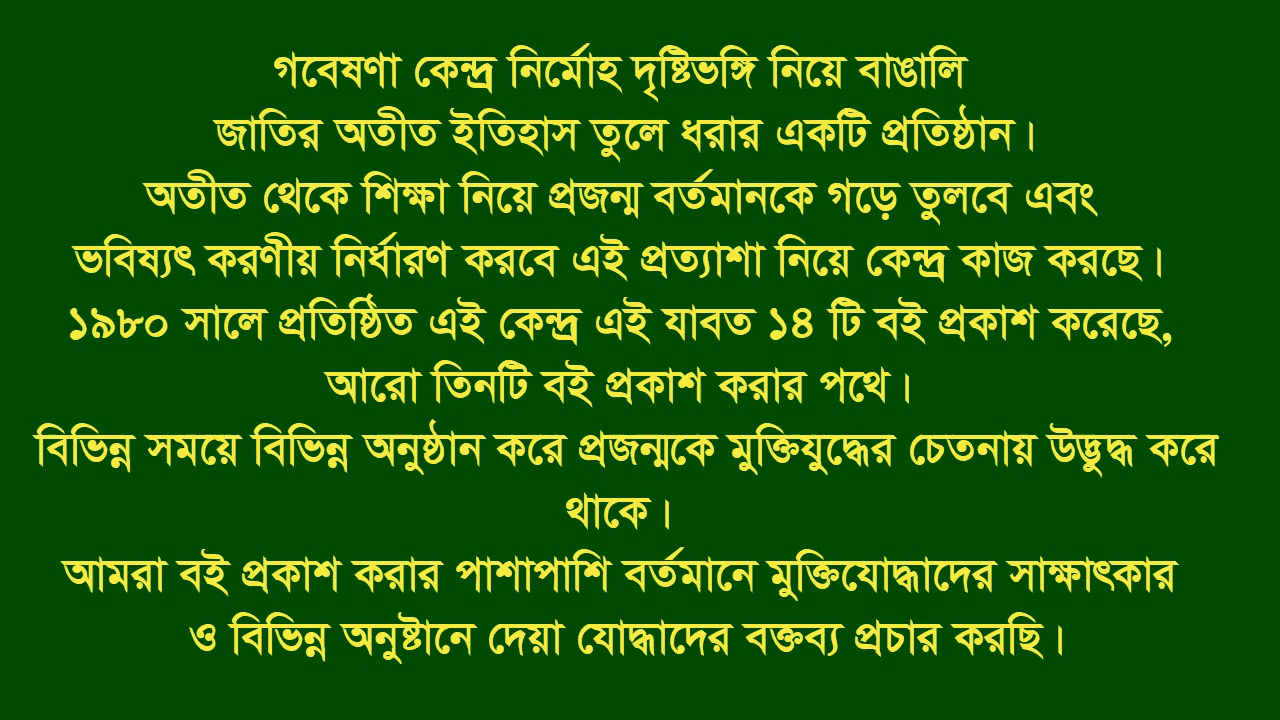 গবেষণা কেন্দ্র নির্মোহ দৃষ্টিভঙ্গি নিয়ে বাঙালি
জাতির অতীত ইতিহাস তুলে ধরার একটি প্রতিষ্ঠান।
অতীত থেকে শিক্ষা নিয়ে প্রজন্ম বর্তমানকে গড়ে তুলবে এবং
ভবিষ্যৎ করণীয় নির্ধারণ করবে এই প্রত্যাশা নিয়ে কেন্দ্র কাজ করছে।
১৯৮০ সালে প্রতিষ্ঠিত এই কেন্দ্র এই যাবত ১৪ টি বই প্রকাশ করেছে,
আরো তিনটি বই প্রকাশ করার পথে।
বিভিন্ন সময়ে বিভিন্ন অনুষ্ঠান করে প্রজন্মকে মুক্তিযুদ্ধের চেতনায় উদ্ভুদ্ধ করে
থাকে।
আমরা বই প্রকাশ করার পাশাপাশি বর্তমানে মুক্তিযোদ্ধাদের সাক্ষাৎকার
ও বিভিন্ন অনুষ্টানে দেয়া যোদ্ধাদের বক্তব্য প্রচার করছি।